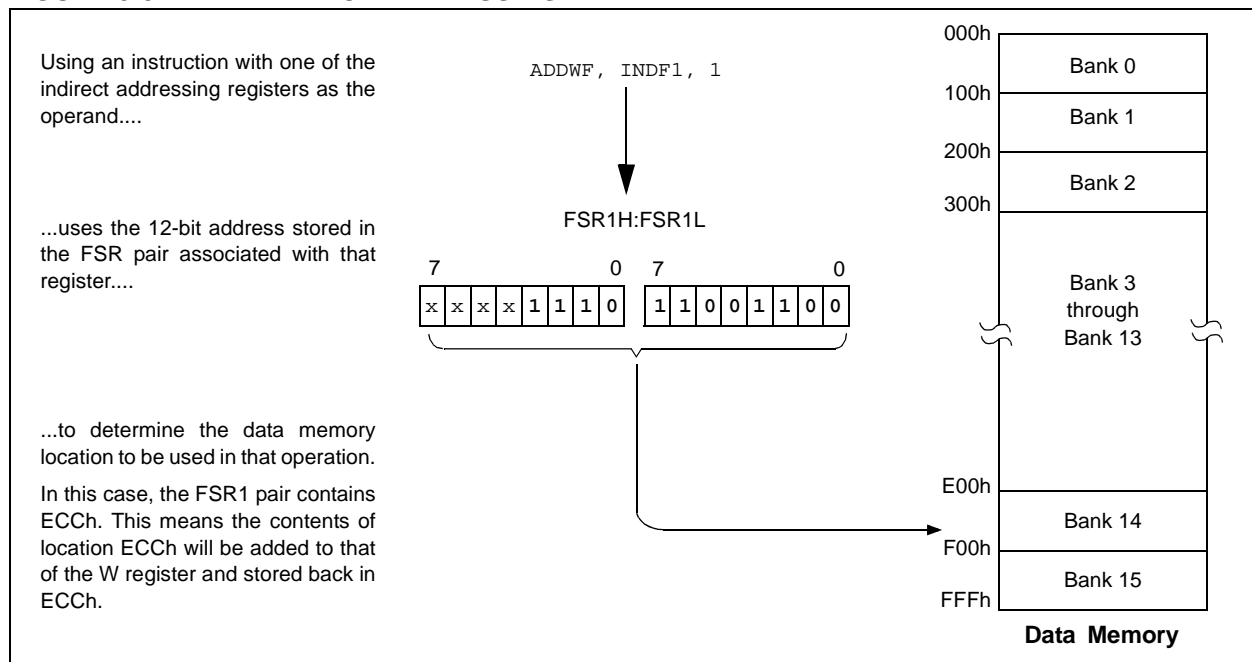 Using an instruction with one of the
indirect addressing registers as the
operand....
ADDWF, INDF1, 1
...uses the 12-bit address stored in
the FSR pair associated with that
register....
FSR1H:FSR1L
7 0 7 0
x x x x 1 1 1 0 1 1 0 0 1 1 0 0
...to determine the data memory
location to be used in that operation.
In this case, the FSR1 pair contains
ECCh. This means the contents of
location ECCh will be added to that
of the W register and stored back in
ECCh.
000h
Bank 0
100h
Bank 1
200h
Bank 2
300h
Bank 3
through
Bank 13
E00h
Bank 14
F00h
Bank 15
FFFh
Data Memory